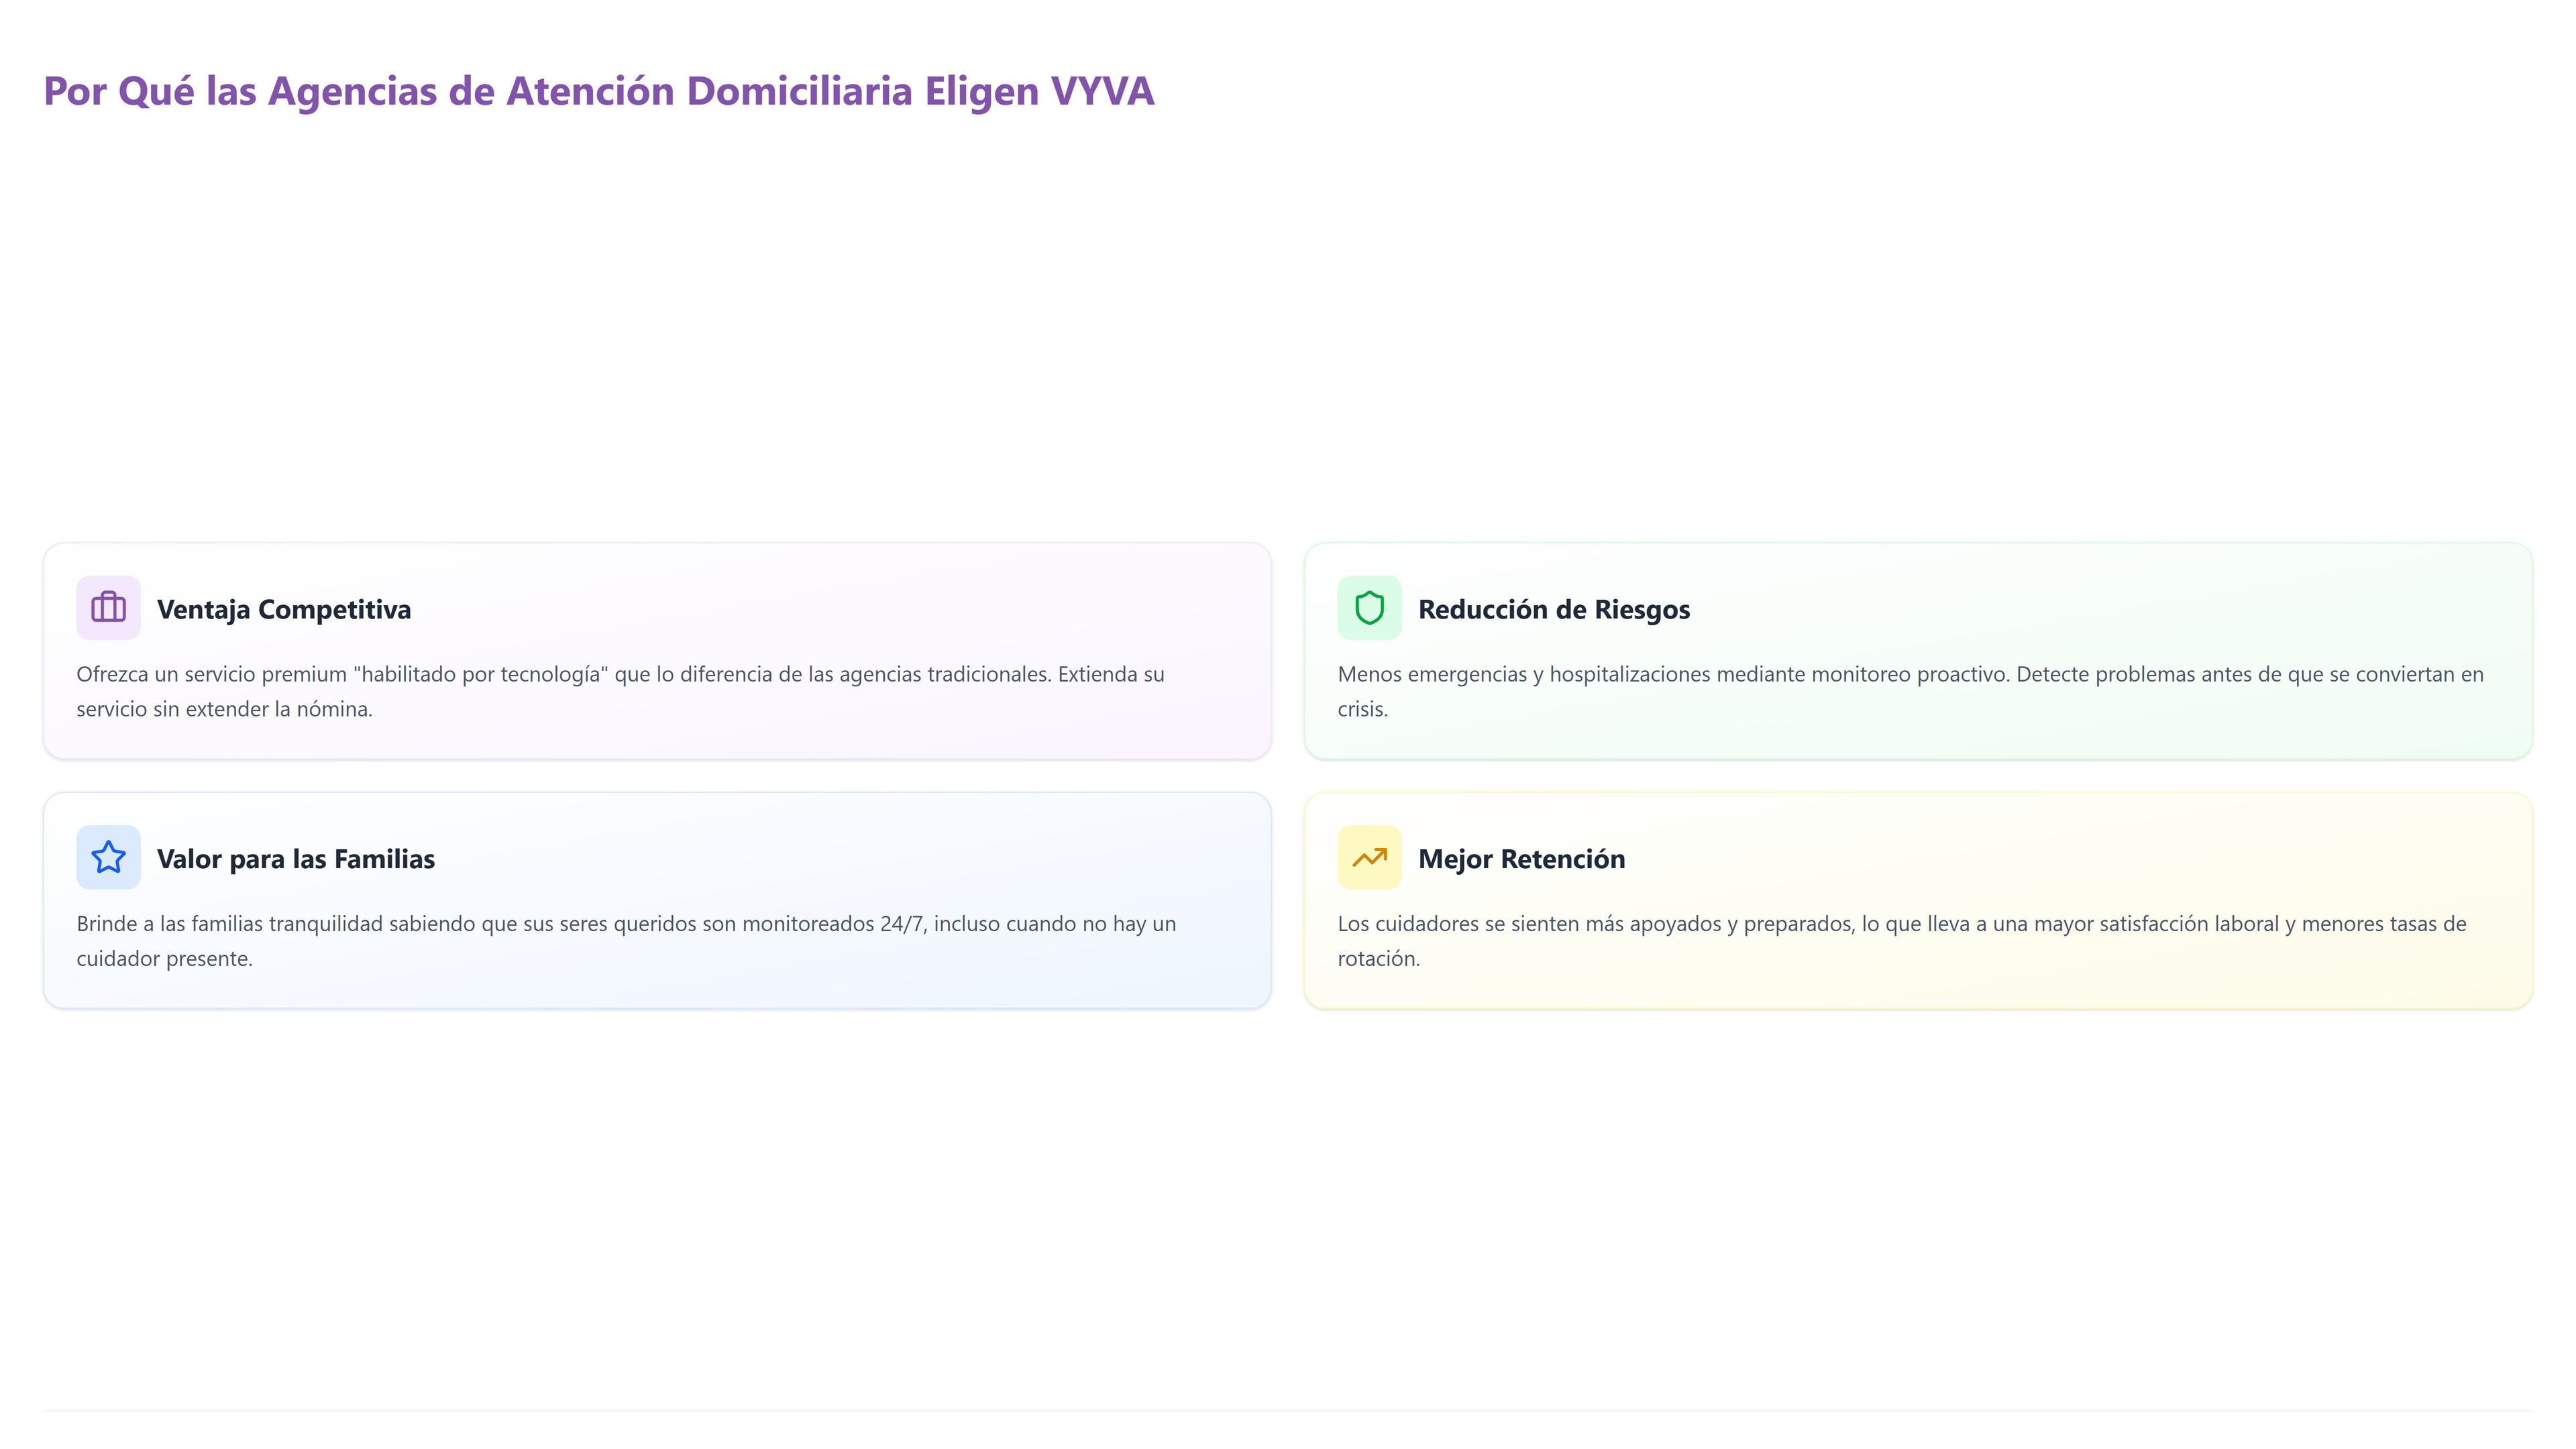 Por Qué las Agencias de Atención Domiciliaria Eligen VYVA
Ventaja Competitiva
Ofrezca un servicio premium "habilitado por tecnología" que lo diferencia de las agencias tradicionales. Extienda su
servicio sin extender la nómina.
Reducción de Riesgos
Menos emergencias y hospitalizaciones mediante monitoreo proactivo. Detecte problemas antes de que se conviertan en
crisis.
Valor para las Familias
Brinde a las familias tranquilidad sabiendo que sus seres queridos son monitoreados 24/7, incluso cuando no hay un
cuidador presente.
Mejor Retención
Los cuidadores se sienten más apoyados y preparados, lo que lleva a una mayor satisfacción laboral y menores tasas de
rotación.